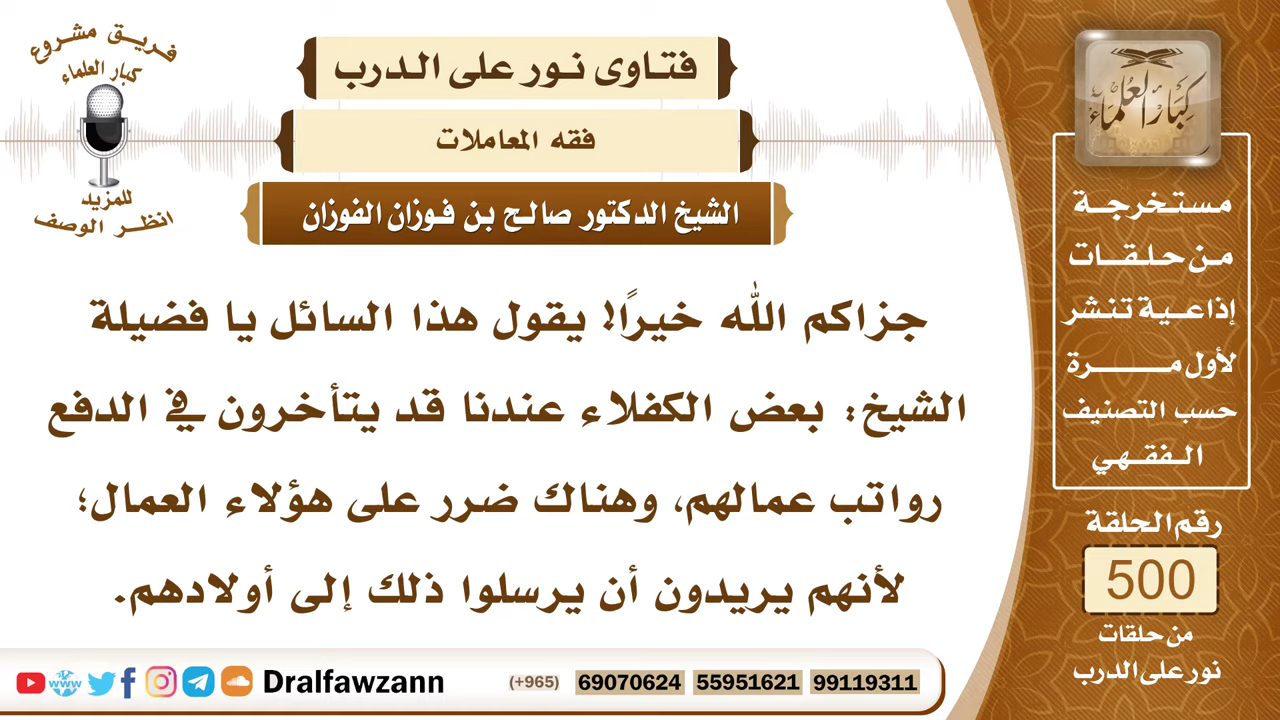 فريق مشروع
كبار العلماء
للمزيد
انظر الوصف
فتاوى نور على الدرب
فقه المعاملات
الشيخ الدكتور صالح بن فوزان الفوزان
جزاكم الله خيرًا! يقول هذا السائل يا فضيلة
الشيخ: بعض الكفلاء عندنا قد يتأخرون في الدفع
رواتب عمالهم، وهناك ضرر على هؤلاء العمال؛
لأنهم يريدون أن يرسلوا ذلك إلى أولادهم.
كبار العلماء
مستخرجة
من حلقات
إذاعية تنشر
لأول مرة
حسب التصنيف
الفقهي
رقم الحلقة
500
من حلقات
نور على الدرب
www
Dralfawzann
(+965) 69070624 55951621 99119311